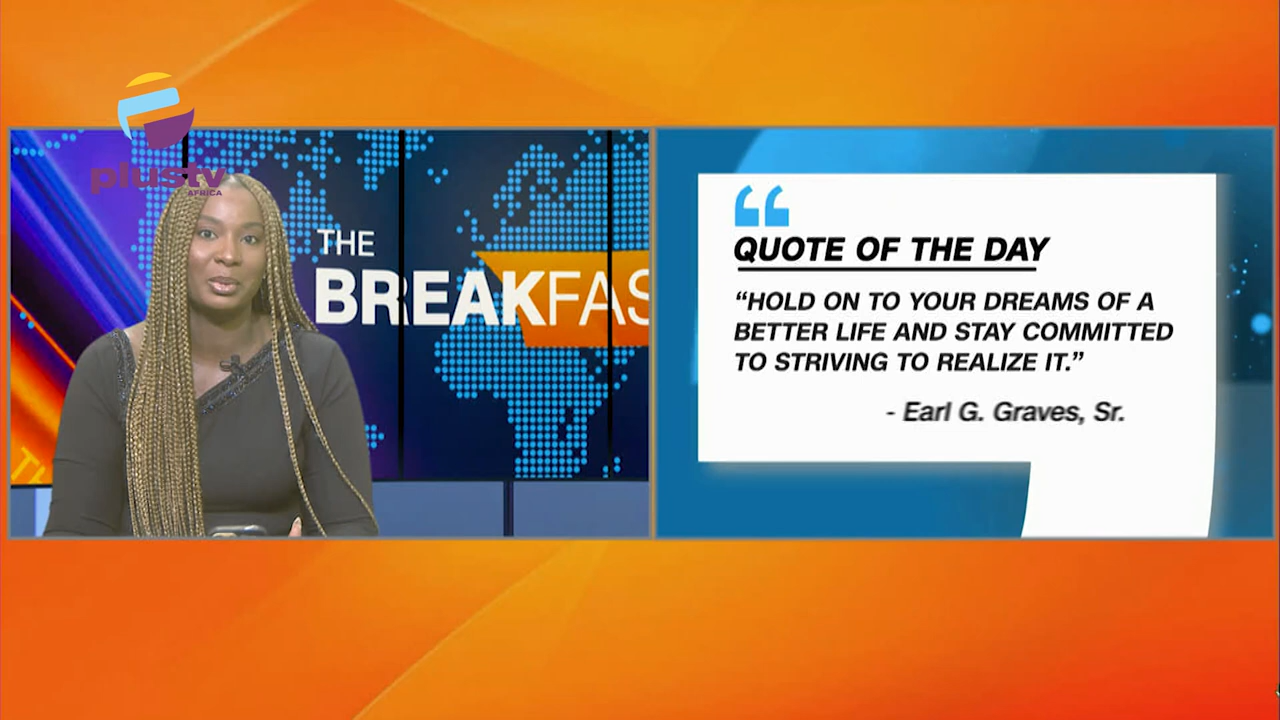 plustv
AFRICA
THE
BREAKFAS
TH
“
QUOTE OF THE DAY
“HOLD ON TO YOUR DREAMS OF A
BETTER LIFE AND STAY COMMITTED
TO STRIVING TO REALIZE IT.”
- Earl G. Graves, Sr.